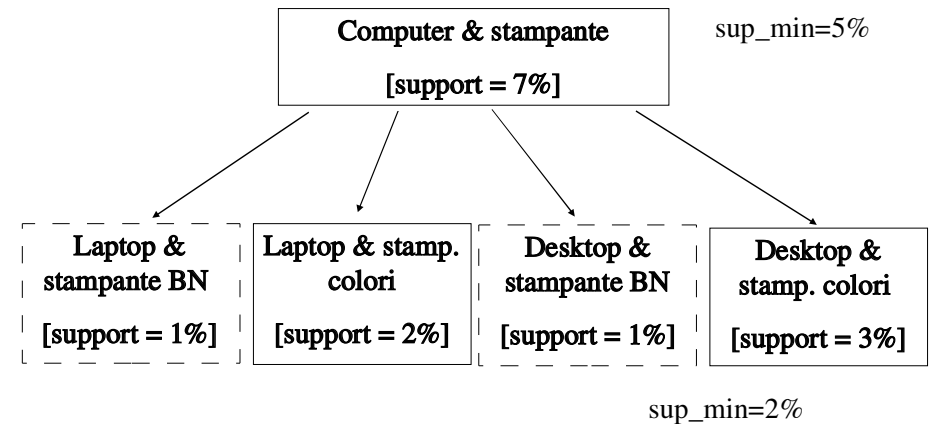 Computer & stampante
[support = 7%]
sup_min=5%
Laptop &
stampante BN
[support = 1%]
Laptop & stamp.
colori
[support = 2%]
Desktop &
stampante BN
[support = 1%]
Desktop &
stamp. colori
[support = 3%]
sup_min=2%